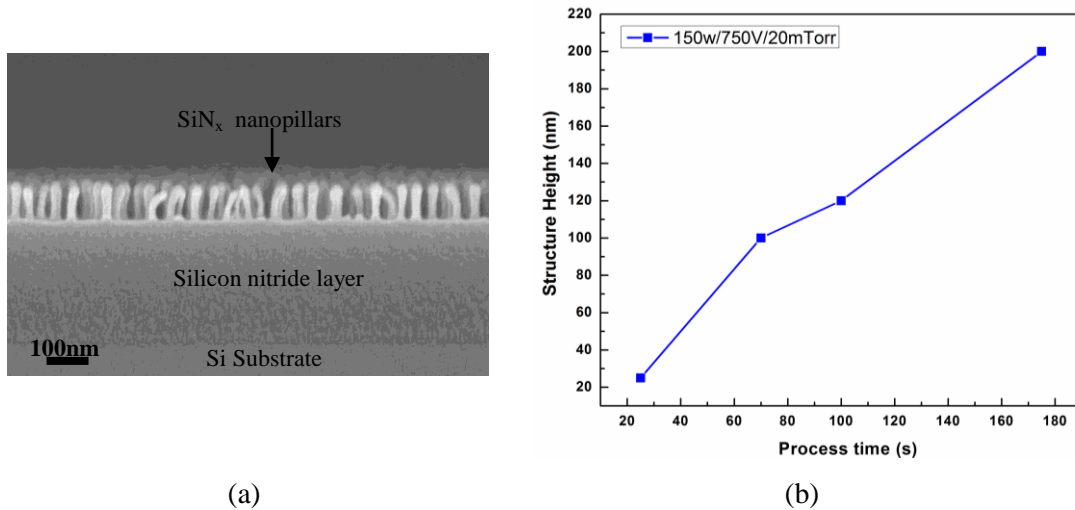 SiNx nanopillars
Silicon nitride layer
100nm
Si Substrate
(a)
220
200
180
160
140
120
100
80
60
40
20
Structure Height (nm)
150w/750V/20mTorr
20 40 60 80 100 120 140 160 180
Process time (s)
(b)